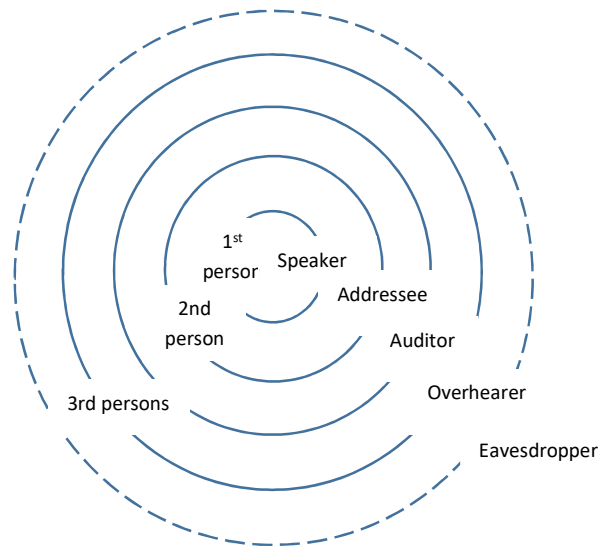 1st
persor
Speaker
2nd
person
Addressee
Auditor
3rd persons
Overhearer
Eavesdropper